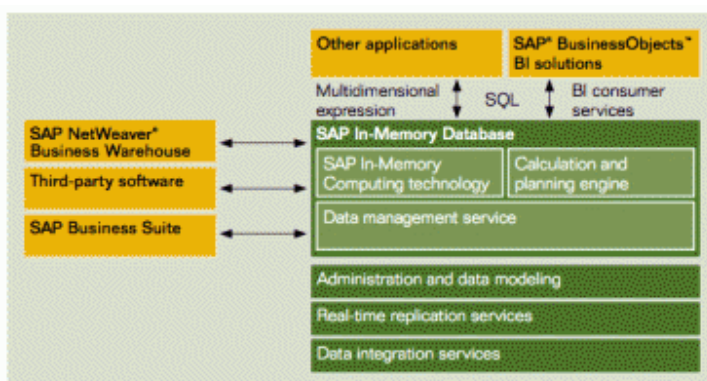 Other applications
SAP® BusinessObjects™
BI solutions
Multidimensional
expression
SQL
BI consumer
services
SAP NetWeaver®
Business Warehouse
Third-party software
SAP Business Suite
SAP In-Memory Database
SAP In-Memory
Computing technology
Calculation and
planning engine
Data management service
Administration and data modeling
Real-time replication services
Data integration services